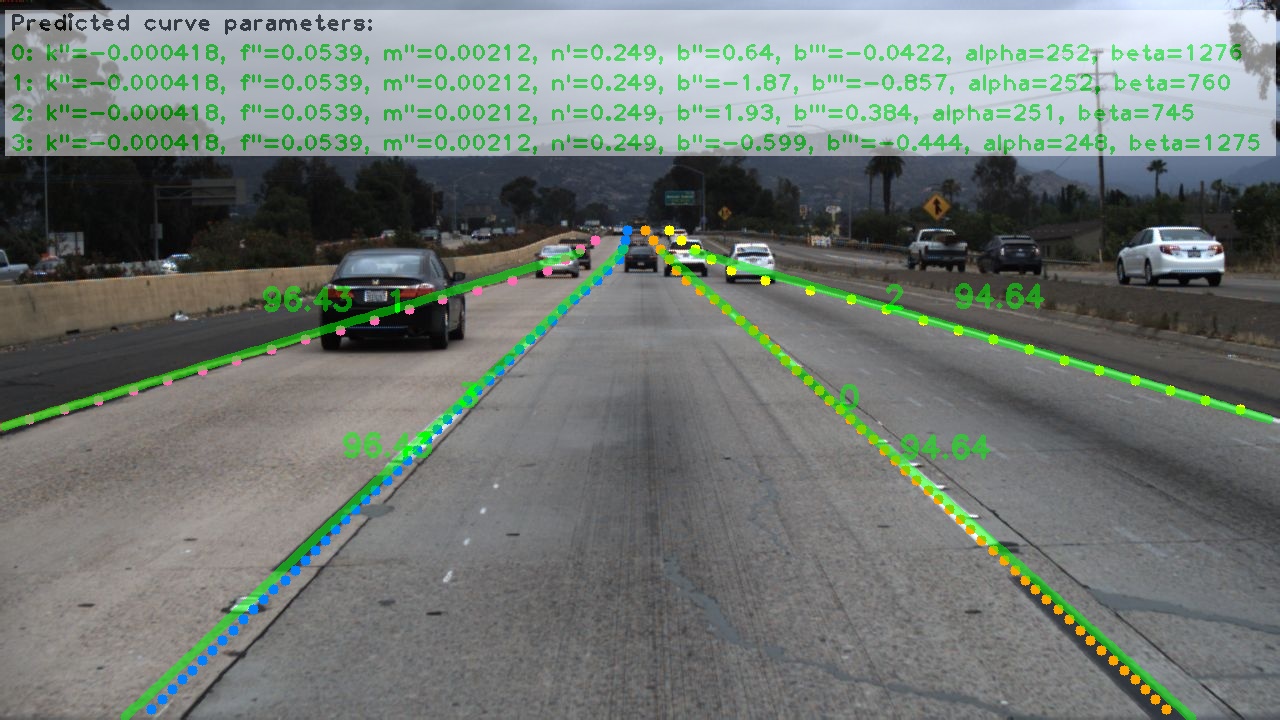 Predicted curve parameters:
0: k''=-0.000418, f''=0.0539, m''=0.00212, n'=0.249, b''=0.64, b'''=-0.0422, alpha=252, beta=1276
1: k''=-0.000418, f''=0.0539, m''=0.00212, n'=0.249, b''=-1.87, b'''=-0.857, alpha=252, beta=760
2: k''=-0.000418, f''=0.0539, m''=0.00212, n'=0.249, b''=1.93, b'''=0.384, alpha=251, beta=745
3: k''=-0.000418, f''=0.0539, m''=0.00212, n'=0.249, b''=-0.599, b'''=-0.444, alpha=248, beta=1275
96.43 1 2 94.64
0
94.64